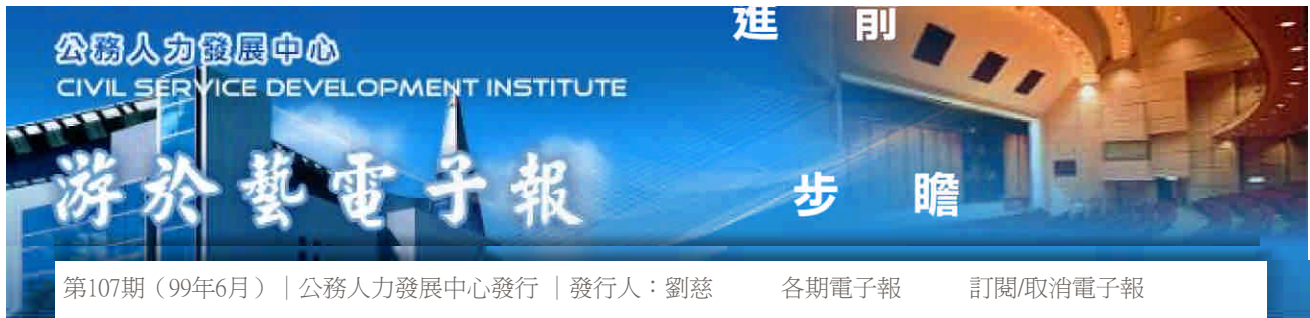 公務人力發展中心
CIVIL SERVICE DEVELOPMENT INSTITUTE
游於藝電子報
進 前
步 瞻
第107期（99年6月）｜公務人力發展中心發行 ｜發行人：劉慈 各期電子報 訂閱/取消電子報